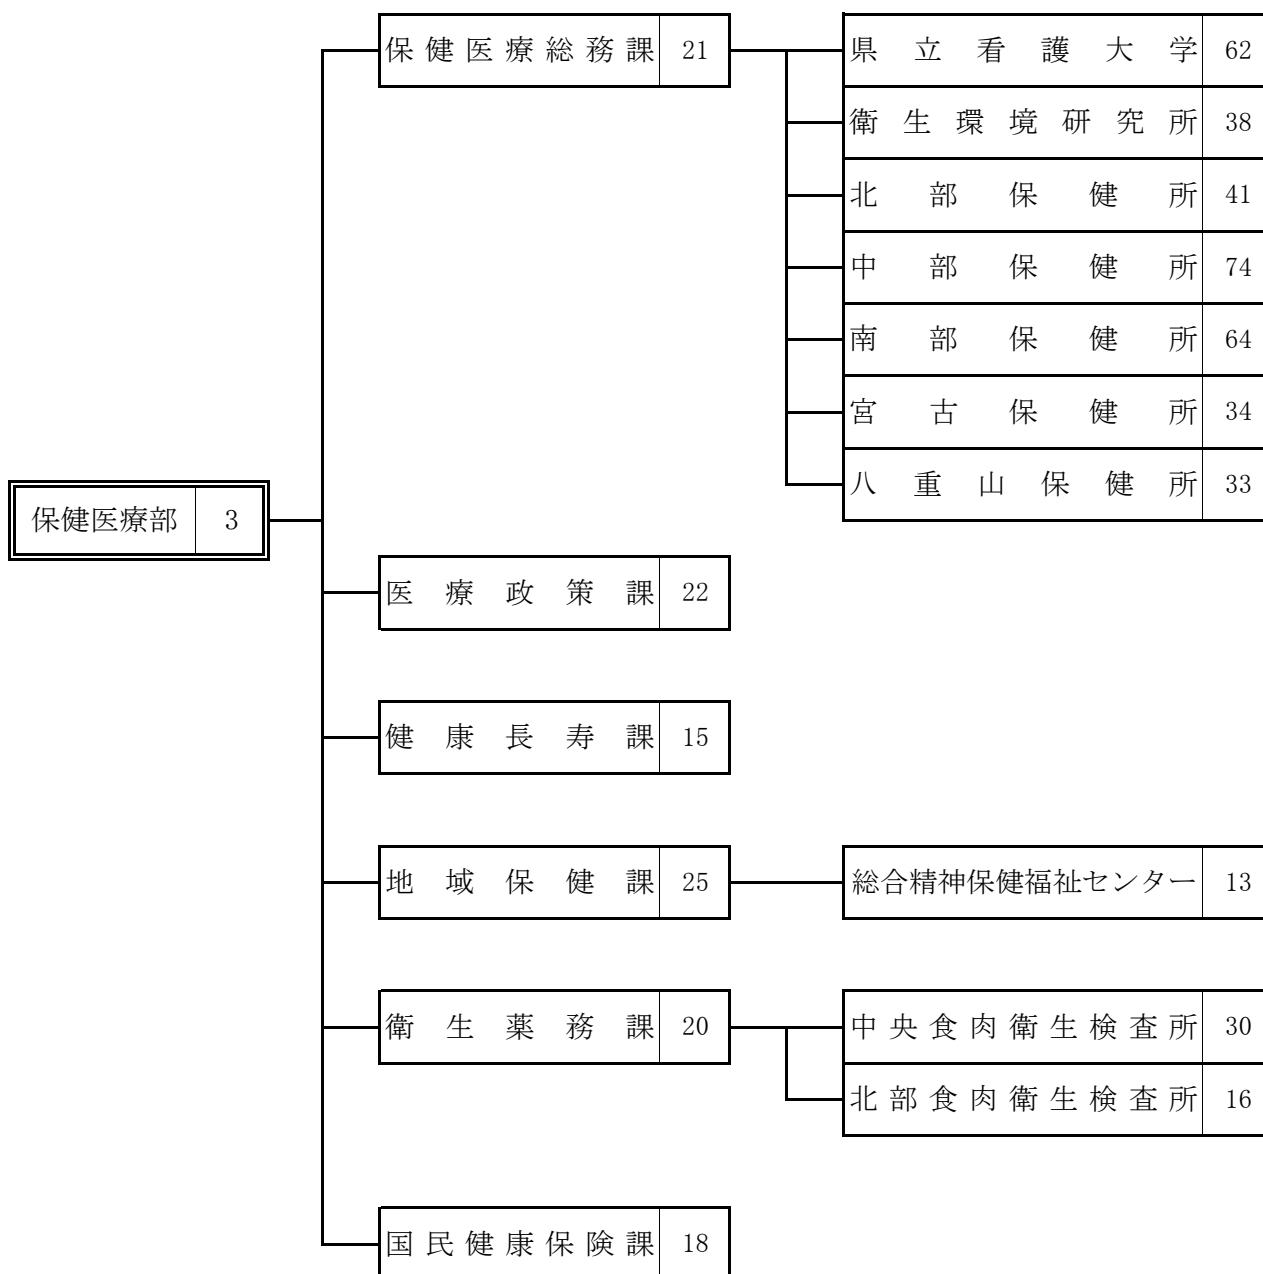 保健医療総務課 21
県立看護大学 62
衛生環境研究所 38
北部保健所 41
中部保健所 74
南部保健所 64
宮古保健所 34
八重山保健所 33
保健医療部 3
医療政策課 22
健康長寿課 15
地域保健課 25
総合精神保健福祉センター 13
衛生薬務課 20
中央食肉衛生検査所 30
北部食肉衛生検査所 16
国民健康保険課 18